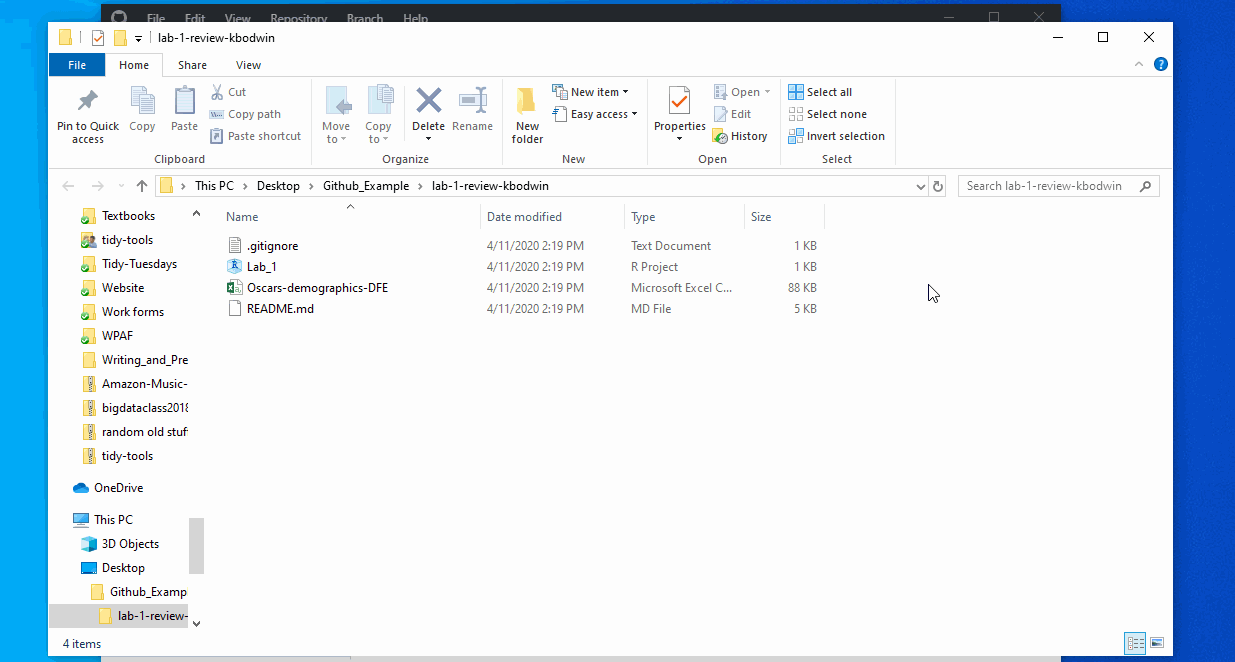 File Edit View Repository Branch Help
lab-1-review-kbodwin
File Home Share View
Pin to Quick access
Copy
Paste
Cut
Copy path
Paste shortcut
Clipboard
Move to
Copy to
Delete
Rename
Organize
New folder
New item
Easy access
New
Properties
Open
Edit
History
Open
Select all
Select none
Invert selection
Select
This PC > Desktop > Github_Example > lab-1-review-kbodwin
Search lab-1-review-kbodwin
Textbooks
tidy-tools
Tidy-Tuesdays
Website
Work forms
WPAF
Writing_and_Pre
Amazon-Music-
bigdataclass2018
random old stuf
tidy-tools
OneDrive
This PC
3D Objects
Desktop
Github_Examp
lab-1-review-
Name Date modified Type Size
.gitignore 4/11/2020 2:19 PM Text Document 1 KB
Lab_1 4/11/2020 2:19 PM R Project 1 KB
Oscars-demographics-DFE 4/11/2020 2:19 PM Microsoft Excel C... 88 KB
README.md 4/11/2020 2:19 PM MD File 5 KB
4 items